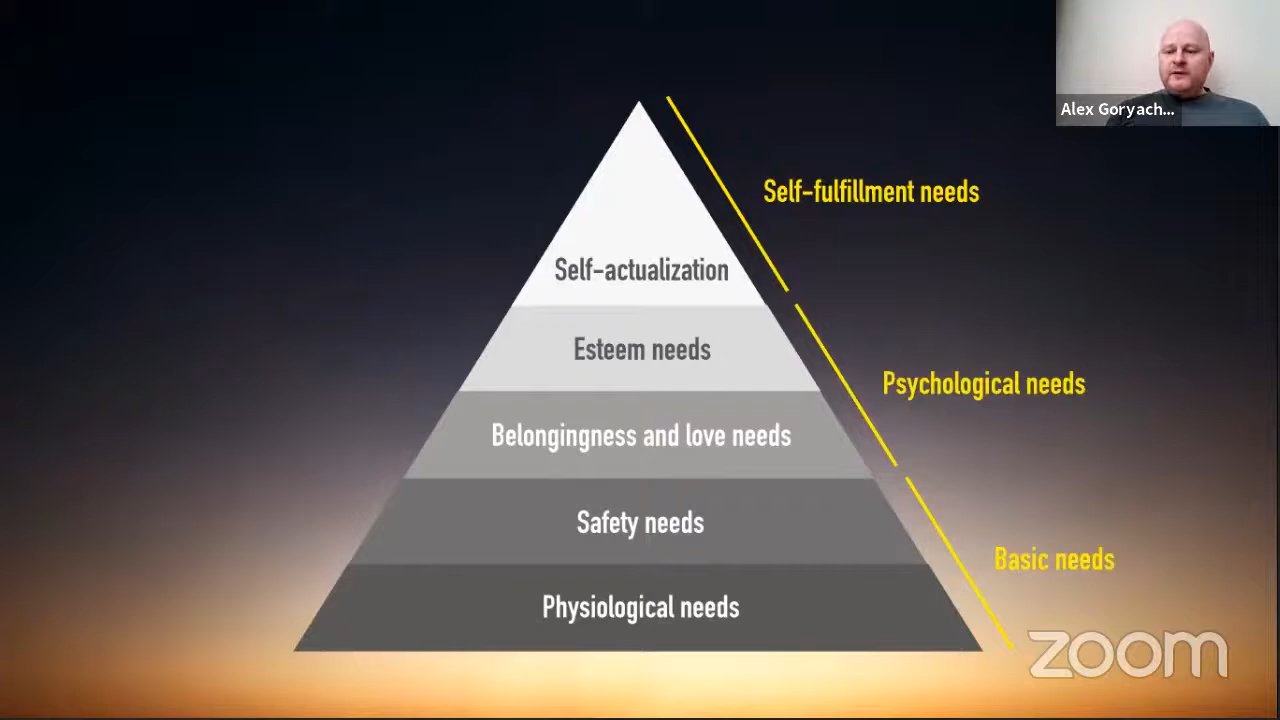 Alex Goryach...
Self-fulfillment needs
Self-actualization
Esteem needs
Psychological needs
Belongingness and love needs
Safety needs
Basic needs
Physiological needs
zoom